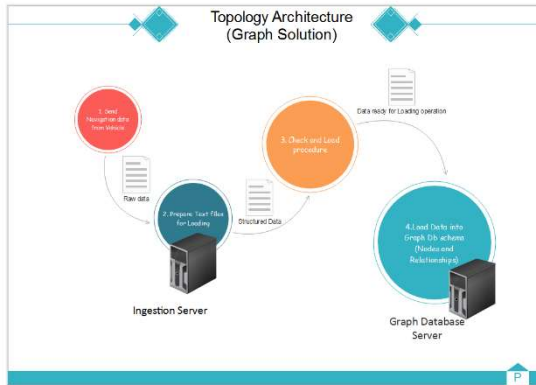 Topology Architecture
(Graph Solution)
1. Send
Navigation data
from Vehicle
Raw data
2. Prepare Text files
for Loading
Ingestion Server
Structured Data
3. Check and Load
procedure
Data ready for Loading operation
4.Load Data into
Graph Db schema
(Nodes and
Relationships)
Graph Database
Server
P